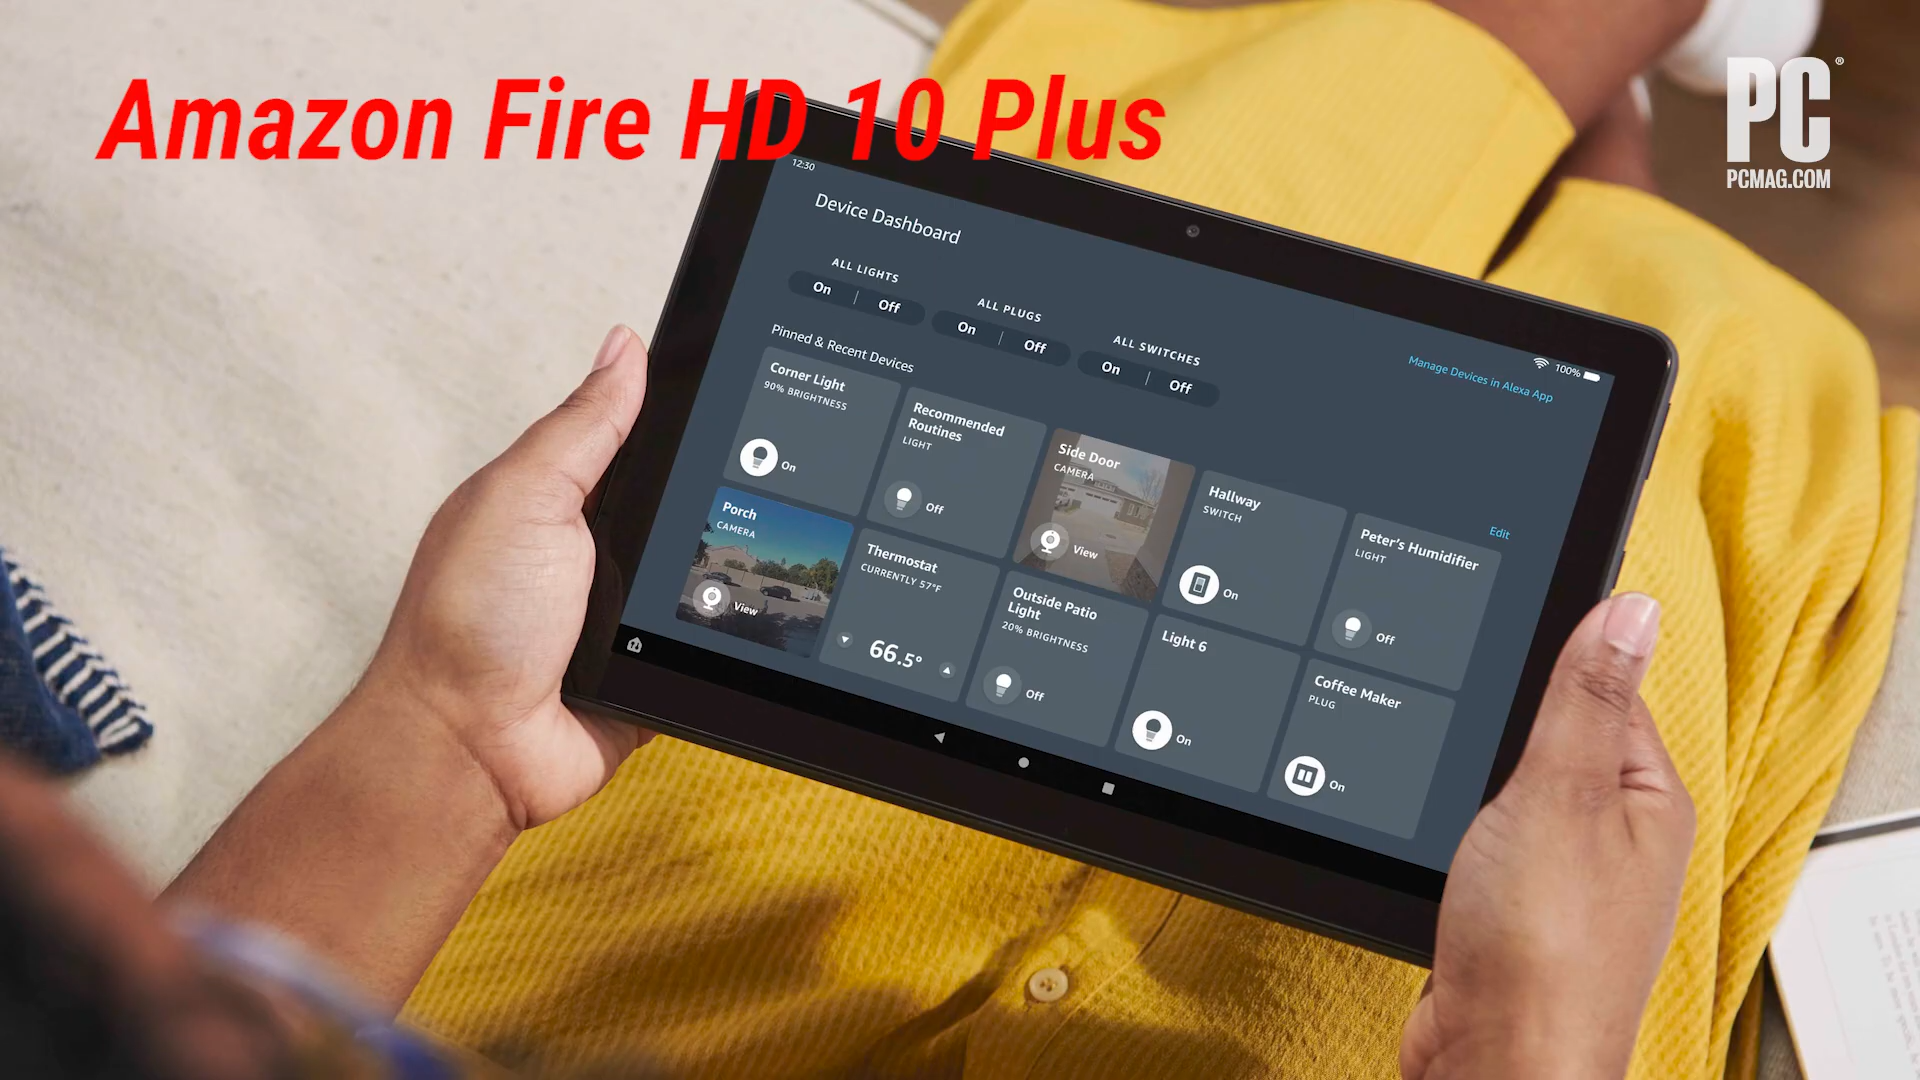 Amazon Fire HD 10 Plus
PC®
PCMAG.COM
12:30
100%
Device Dashboard
Manage Devices in Alexa App
ALL LIGHTS
On | Off
ALL PLUGS
On | Off
ALL SWITCHES
On | Off
Pinned & Recent Devices
Edit
Corner Light
90% BRIGHTNESS
On
Recommended
Routines
LIGHT
Off
Side Door
CAMERA
View
Hallway
SWITCH
On
Peter's Humidifier
LIGHT
Off
Porch
CAMERA
View
Thermostat
CURRENTLY 57°F
66.5°
Outside Patio
Light
20% BRIGHTNESS
Off
Light 6
On
Coffee Maker
PLUG
On